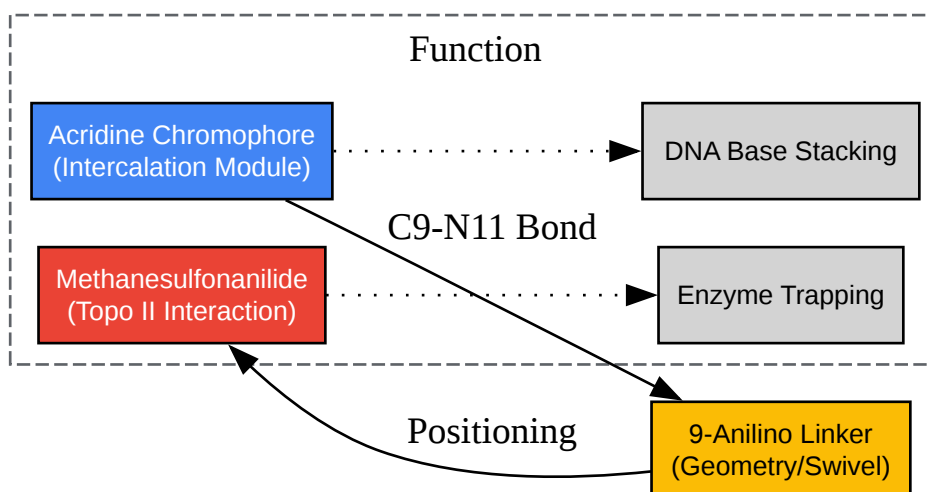 Function
Acridine Chromophore
(Intercalation Module)
DNA Base Stacking
C9-N11 Bond
Methanesulfonanilide
(Topo II Interaction)
Enzyme Trapping
Positioning
9-Anilino Linker
(Geometry/Swivel)